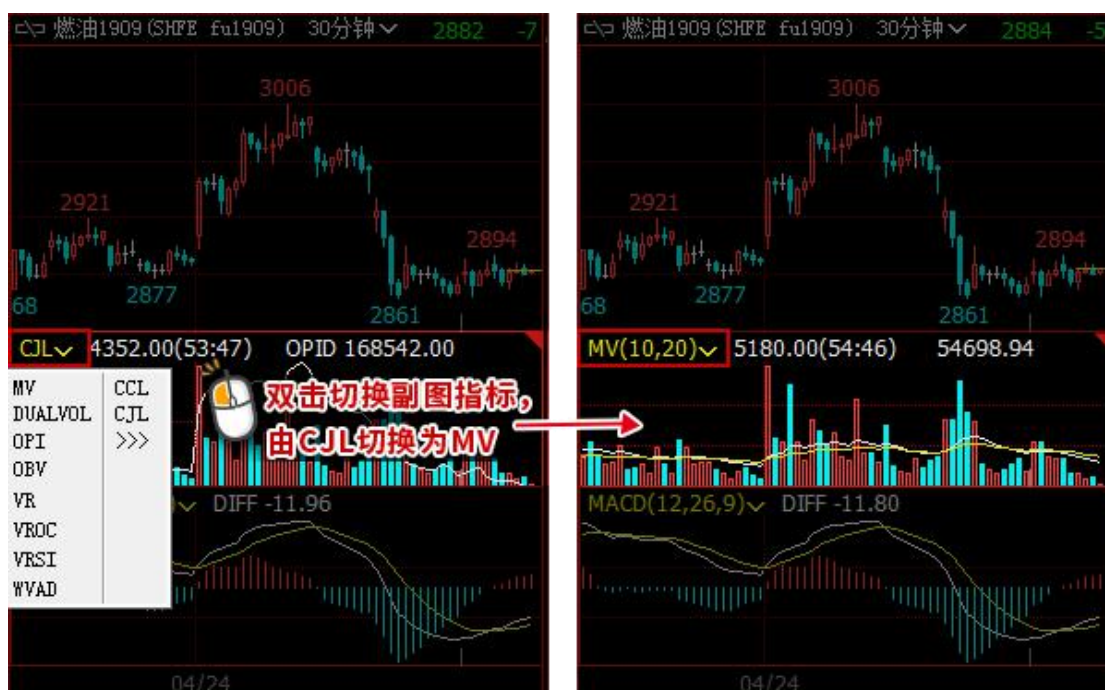 燃油1909(SHFE fu1909) 30分钟 2882 -7
3006
2921
2894
68
2877
2861
CJL 4352.00(53:47) OPID 168542.00
MV CCL
DUALVOL CJL
OPI >>>
OBV
VR
VROC
VRSI
WVAD
双击切换副图指标，
由CJL切换为MV
DIFF -11.96
04/24
燃油1909(SHFE fu1909) 30分钟 2884 -5
3006
2921
2894
68
2877
2861
MV(10,20) 5180.00(54:46) 54698.94
MACD(12,26,9) DIFF -11.80
04/24